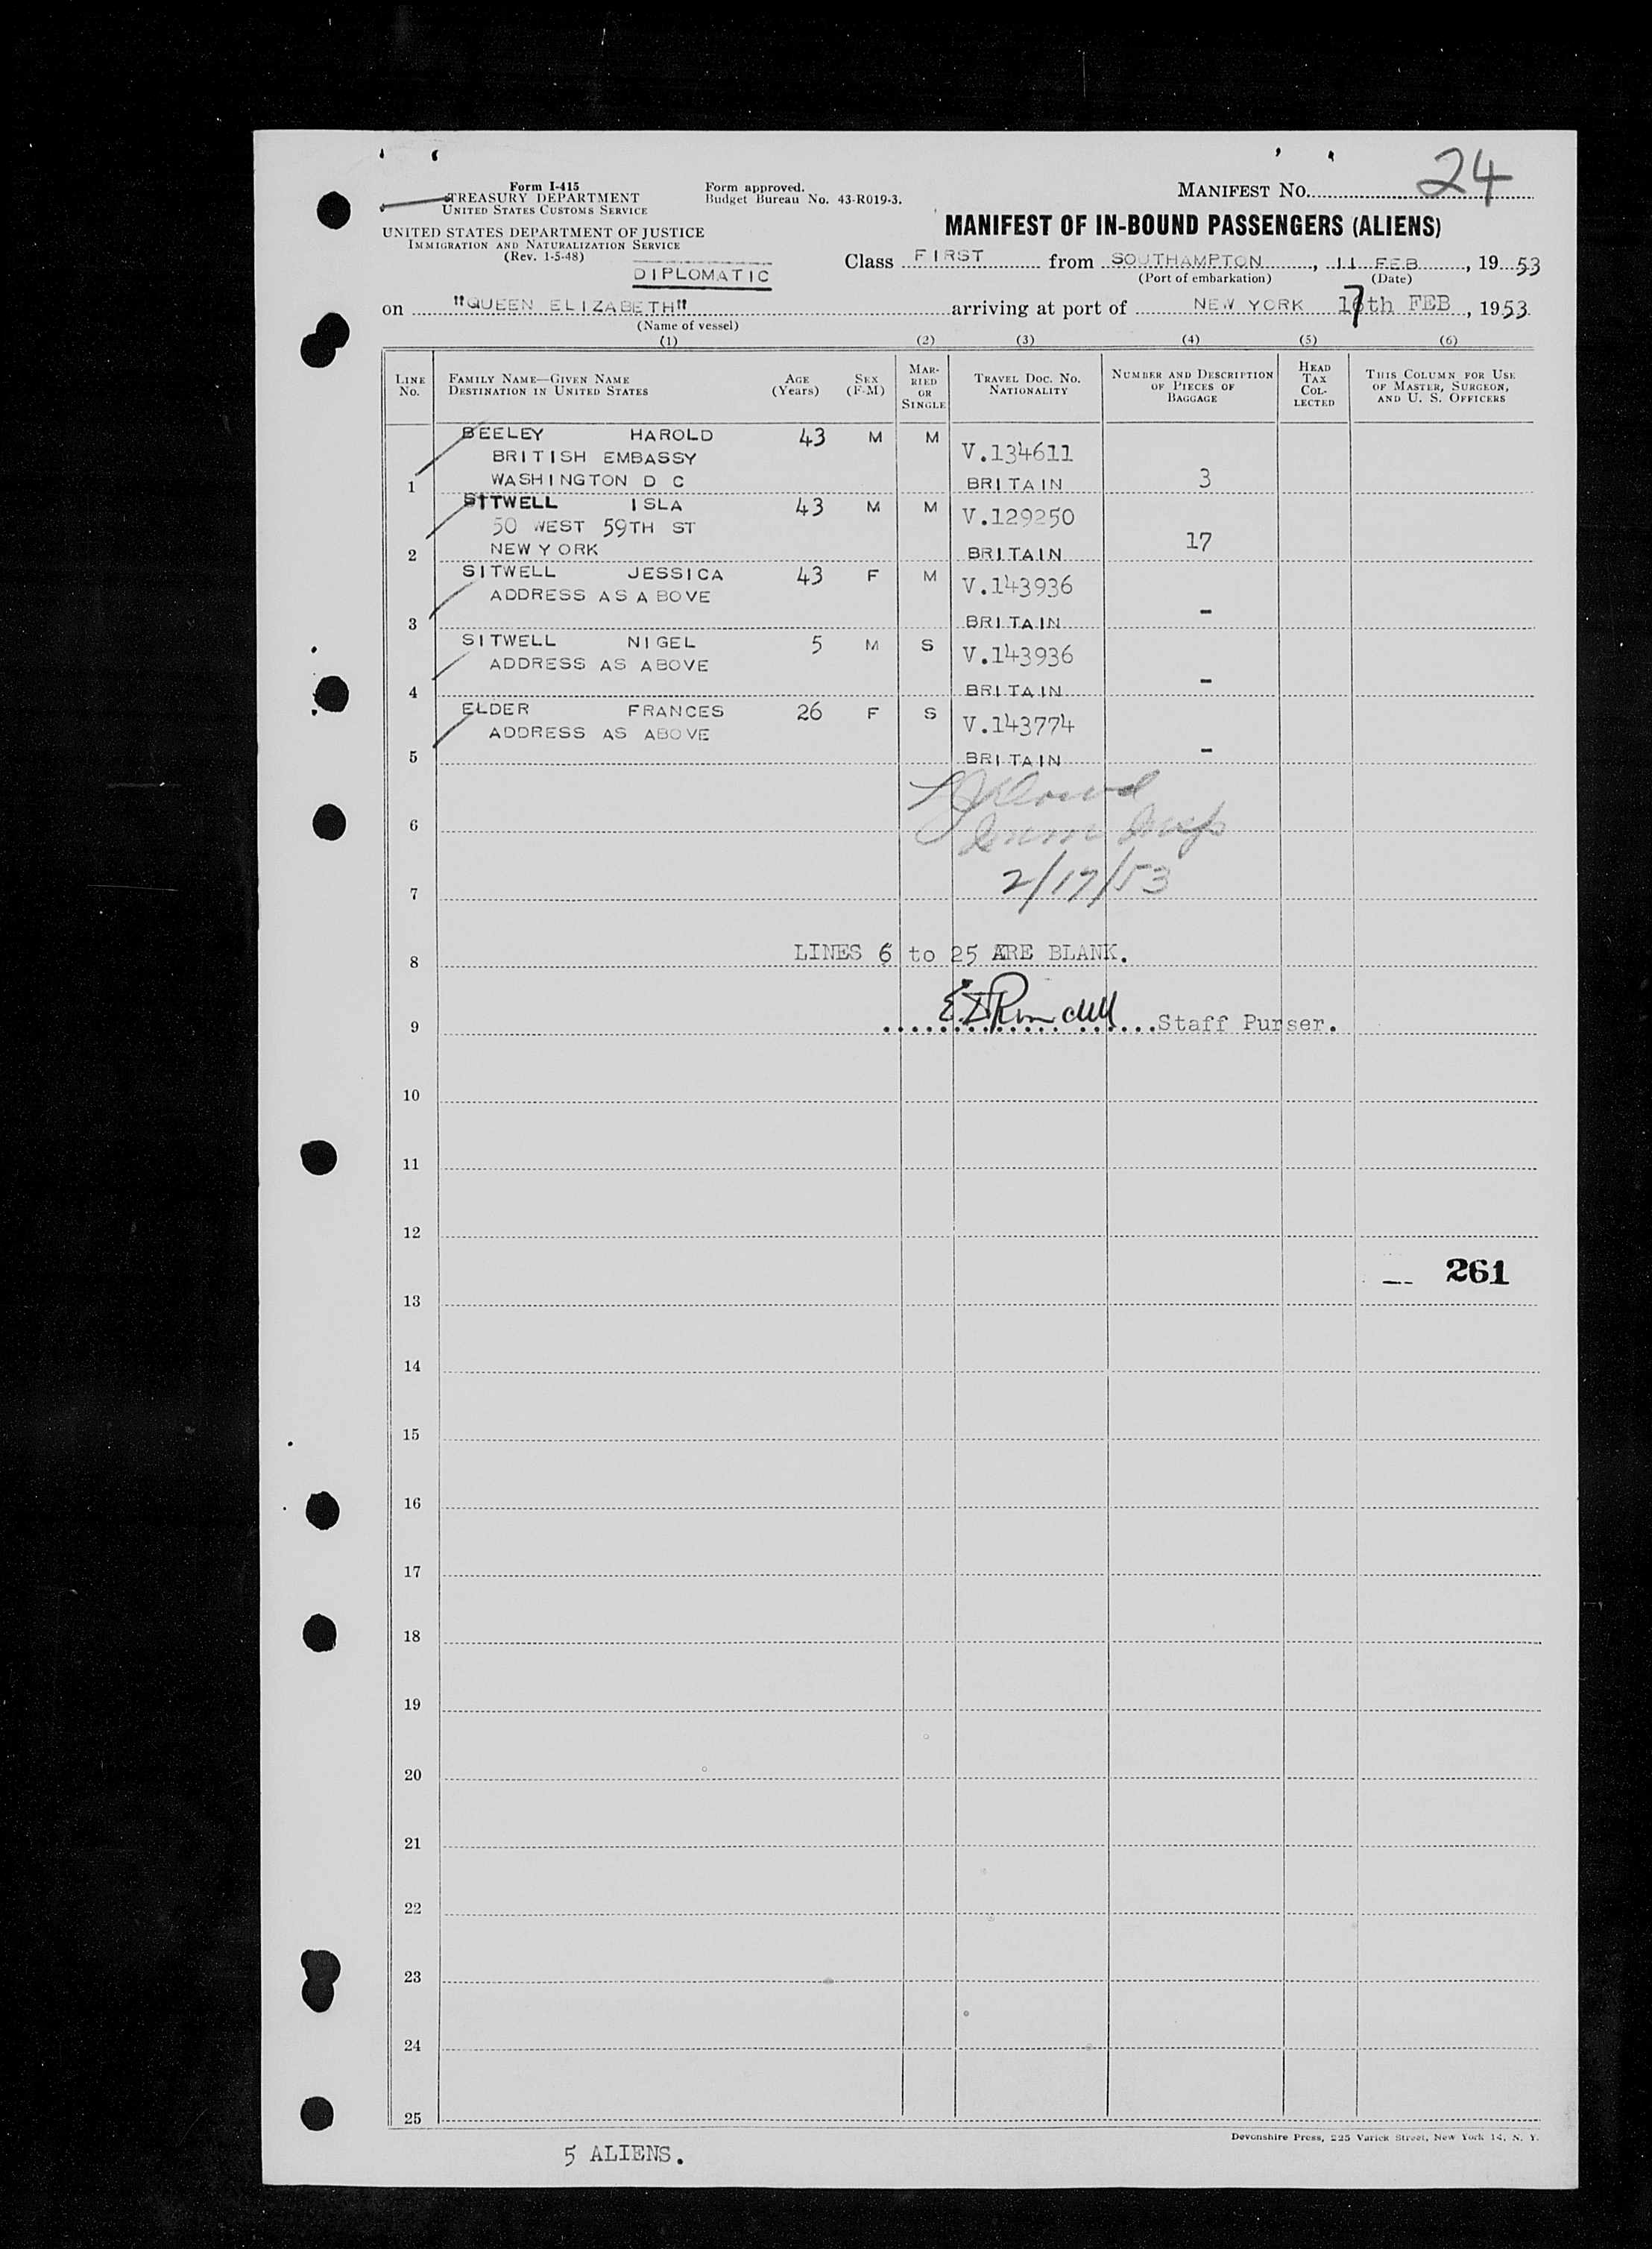 24
Form I-415
TREASURY DEPARTMENT
UNITED STATES CUSTOMS SERVICE
Form approved.
Budget Bureau No. 43-R019-3.
MANIFEST NO.
UNITED STATES DEPARTMENT OF JUSTICE
IMMIGRATION AND NATURALIZATION SERVICE
(Rev. 1-5-48)
MANIFEST OF IN-BOUND PASSENGERS (ALIENS)
DIPLOMATIC
Class FIRST from SOUTHAMPTON, 11 FEB, 19 53
(Port of embarkation) (Date)
on "QUEEN ELIZABETH" arriving at port of NEW YORK 17th FEB, 1953
(Name of vessel)
(1) (2) (3) (4) (5) (6)
LINE No. FAMILY NAME—GIVEN NAME DESTINATION IN UNITED STATES AGE (Years) SEX (F-M) MARRIED OR SINGLE TRAVEL DOC. NO. NATIONALITY NUMBER AND DESCRIPTION OF PIECES OF BAGGAGE HEAD TAX COLLECTED THIS COLUMN FOR USE OF MASTER, SURGEON, AND U. S. OFFICERS
BEELEY HAROLD 43 M M V.134611
BRITISH EMBASSY
1 WASHINGTON D C BRITAIN 3
SITWELL ISLA 43 M M V.129250
50 WEST 59TH ST
2 NEW YORK BRITAIN 17
SITWELL JESSICA 43 F M V.143936
ADDRESS AS ABOVE
3 BRITAIN -
SITWELL NIGEL 5 M S V.143936
ADDRESS AS ABOVE
4 BRITAIN -
ELDER FRANCES 26 F S V.143774
ADDRESS AS ABOVE
5 BRITAIN -
6 Imm Insp
2/17/53
7
LINES 6 to 25 ARE BLANK.
8
9 Staff Purser.
10
11
12
261
13
14
15
16
17
18
19
20
21
22
23
24
25
Devonshire Press, 225 Varick Street, New York 14, N. Y.
5 ALIENS.